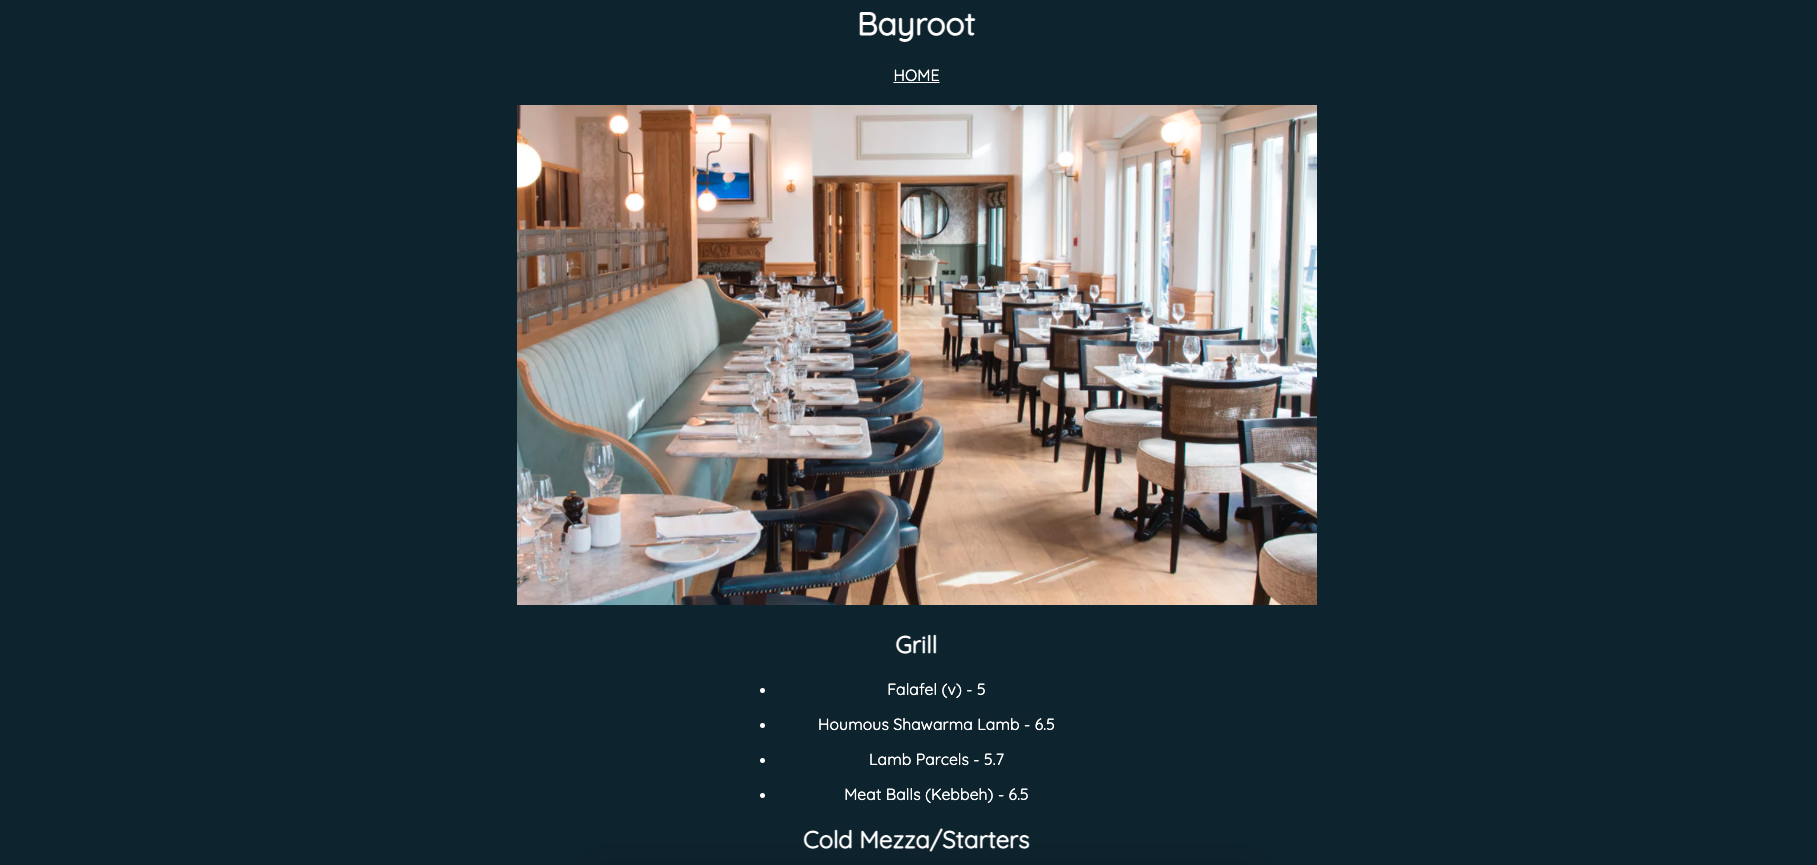 Bayroot
HOME
Grill
Falafel (v) - 5
Houmous Shawarma Lamb - 6.5
Lamb Parcels - 5.7
Meat Balls (Kebbeh) - 6.5
Cold Mezza/Starters